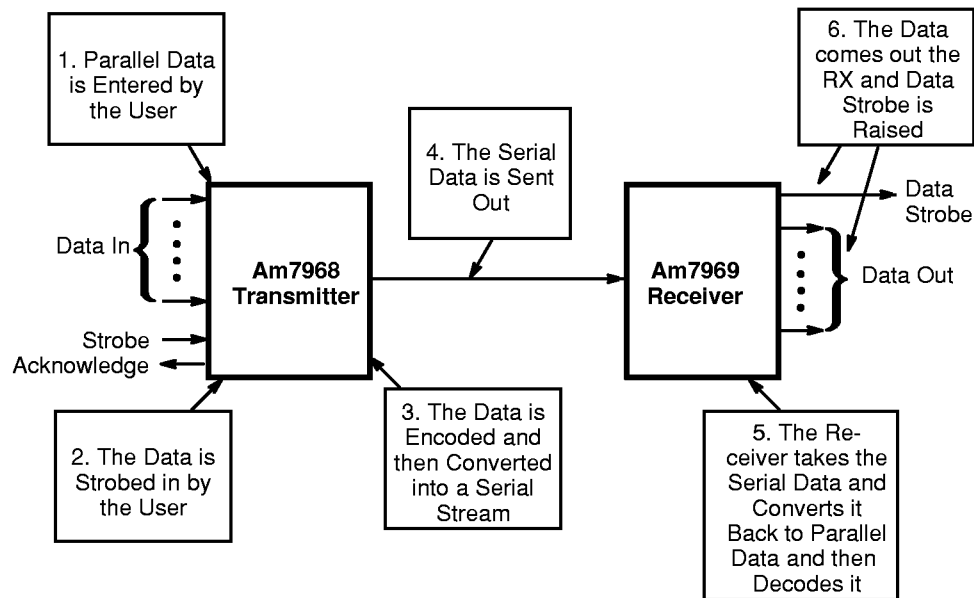 1. Parallel Data
is Entered by
the User
6. The Data
comes out the
RX and Data
Strobe is
Raised
4. The Serial
Data is Sent
Out
Data In
Am7968
Transmitter
Am7969
Receiver
Data
Strobe
Data Out
Strobe
Acknowledge
2. The Data is
Strobed in by
the User
3. The Data is
Encoded and
then Converted
into a Serial
Stream
5. The Re-
ceiver takes the
Serial Data and
Converts it
Back to Parallel
Data and then
Decodes it